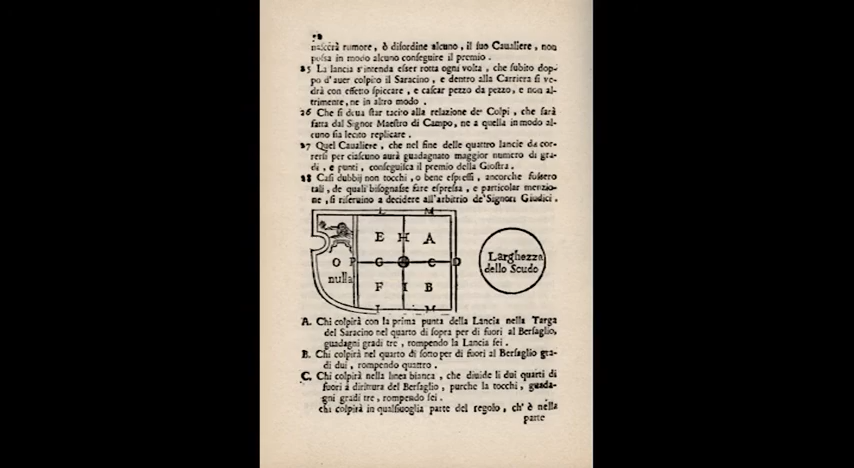 nascerà rumore, ò disordine alcuno, il suo Caualiere, non
possa in modo alcuno conseguire il premio.
25 La lancia s'intenda esser rotta ogni volta, che subito dop-
po d'auer colpito il Saracino, e dentro alla Carriera si ve-
drà con effetto spiccare, e cascar pezzo da pezzo, e non al-
trimente, ne in altro modo.
26 Che si deua star tacito alla relazione de' Colpi, che sarà
fatta dal Signor Maestro di Campo, ne a quella in modo al-
cuno sia lecito replicare.
27 Quel Caualiere, che nel fine delle quattro lancie da cor-
rersi per ciascuno aurà guadagnato maggior numero di gra-
di, e punti, conseguisca il premio della Giostra.
28 Casi dubbij non tocchi, o bene espressi, ancorche fussero
tali, de quali bisognasse fare espressa, e particolar menzio-
ne, si riseruino a decidere all'arbitrio de'Signori Giudici.
L M
E H A
O P G C D
nulla
F I B
L M
Larghezza
dello Scudo
A. Chi colpirà con la prima punta della Lancia nella Targa
del Saracino nel quarto di sopra per di fuori al Bersaglio,
guadagni gradi tre, rompendo la Lancia sei.
B. Chi colpirà nel quarto di sotto per di fuori al Bersaglio gra-
di dui, rompendo quattro.
C. Chi colpirà nella linea bianca, che diuide li dui quarti di
fuori a dirittura del Bersaglio, purche la tocchi, guada-
gni gradi tre, rompendo sei.
chi colpirà in qualsiuoglia parte del regolo, ch' è nella
parte